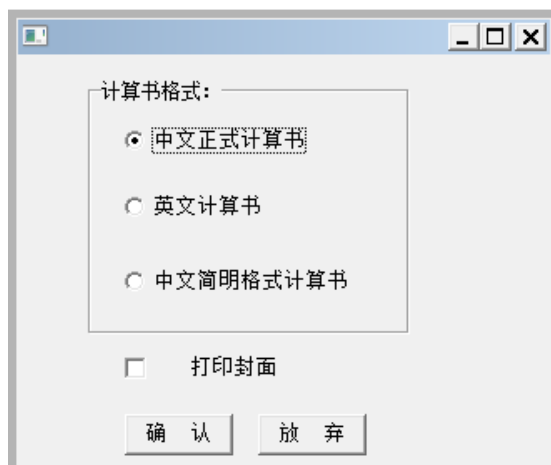 计算书格式:
中文正式计算书
英文计算书
中文简明格式计算书
打印封面
确 认 放 弃